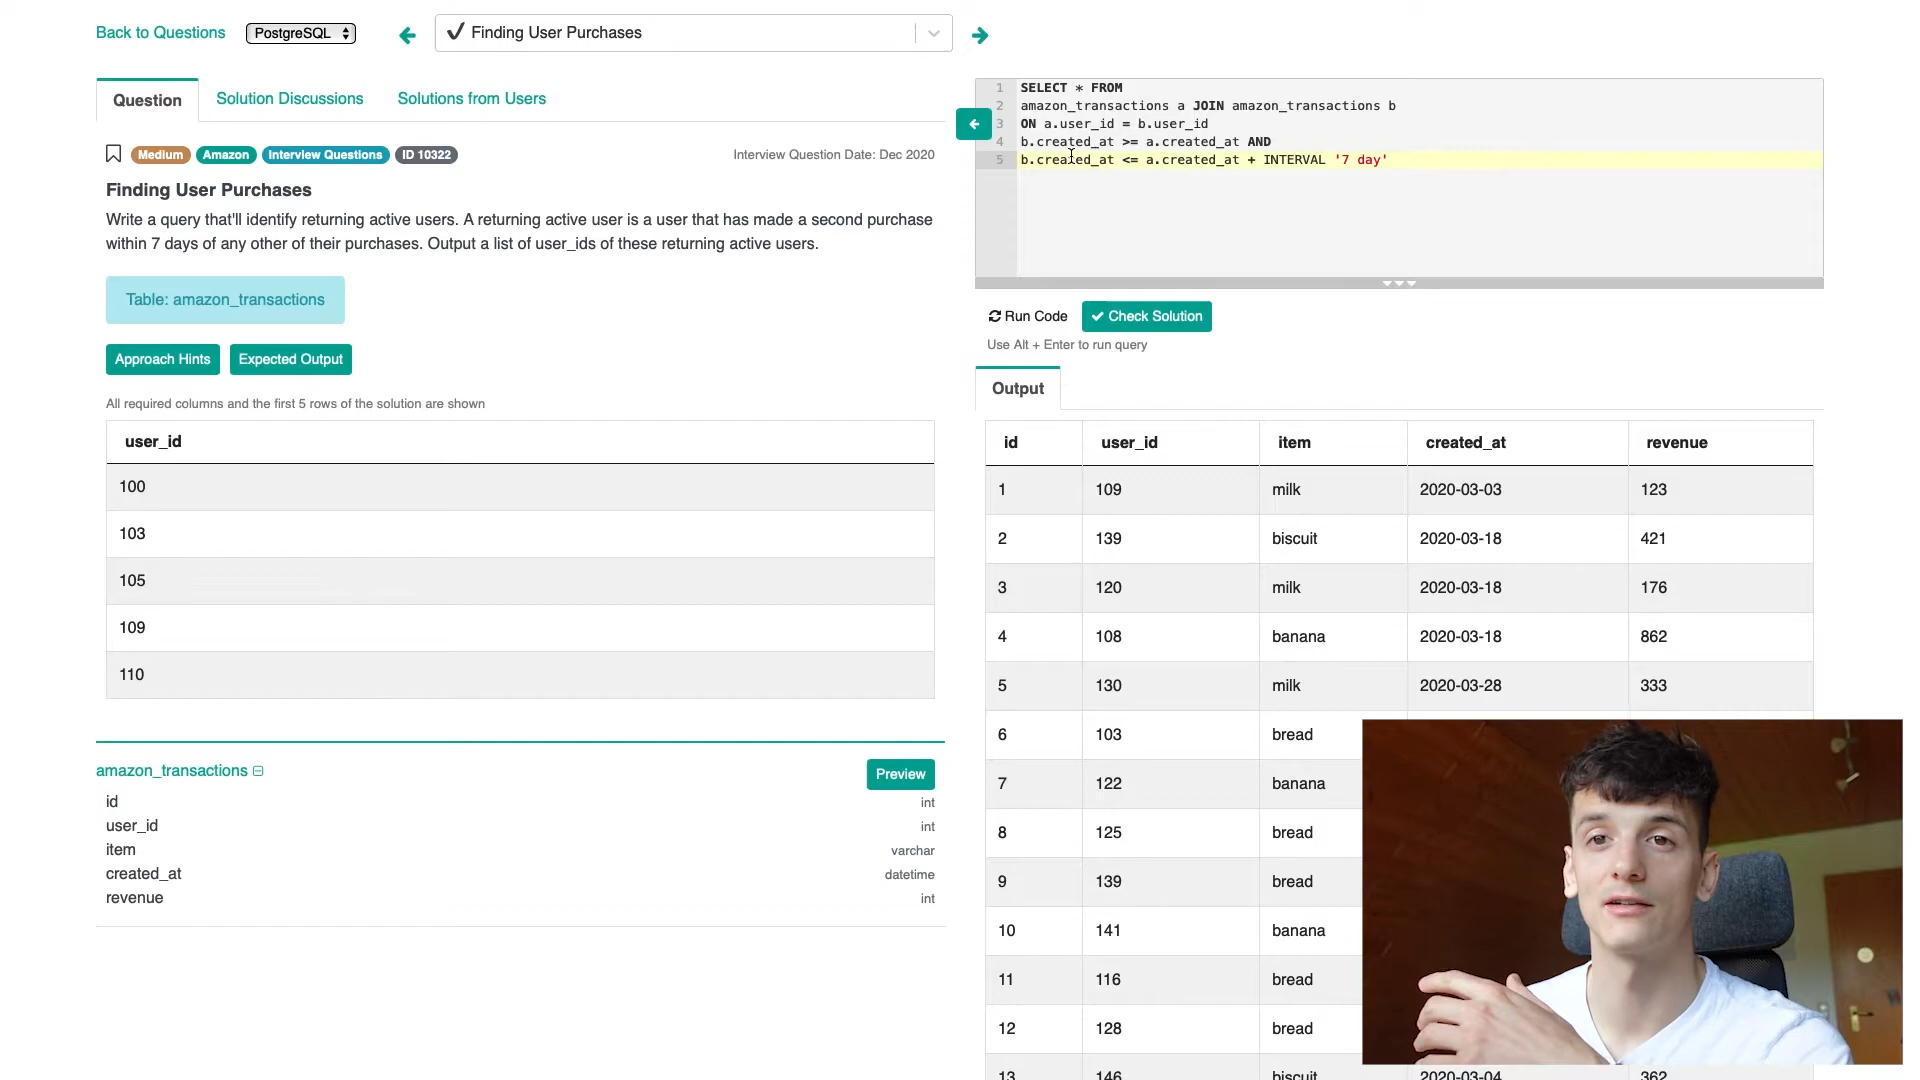 Back to Questions
PostgreSQL
Finding User Purchases
Question
Solution Discussions
Solutions from Users
Medium
Amazon
Interview Questions
ID 10322
Interview Question Date: Dec 2020
Finding User Purchases
Write a query that'll identify returning active users. A returning active user is a user that has made a second purchase
within 7 days of any other of their purchases. Output a list of user_ids of these returning active users.
Table: amazon_transactions
Approach Hints
Expected Output
All required columns and the first 5 rows of the solution are shown
user_id
100
103
105
109
110
amazon_transactions
Preview
id int
user_id int
item varchar
created_at datetime
revenue int
1 SELECT * FROM
2 amazon_transactions a JOIN amazon_transactions b
3 ON a.user_id = b.user_id
4 b.created_at >= a.created_at AND
5 b.created_at <= a.created_at + INTERVAL '7 day'
Run Code
Check Solution
Use Alt + Enter to run query
Output
id user_id item created_at revenue
1 109 milk 2020-03-03 123
2 139 biscuit 2020-03-18 421
3 120 milk 2020-03-18 176
4 108 banana 2020-03-18 862
5 130 milk 2020-03-28 333
6 103 bread
7 122 banana
8 125 bread
9 139 bread
10 141 banana
11 116 bread
12 128 bread
13 146 biscuit 2020-03-04 362